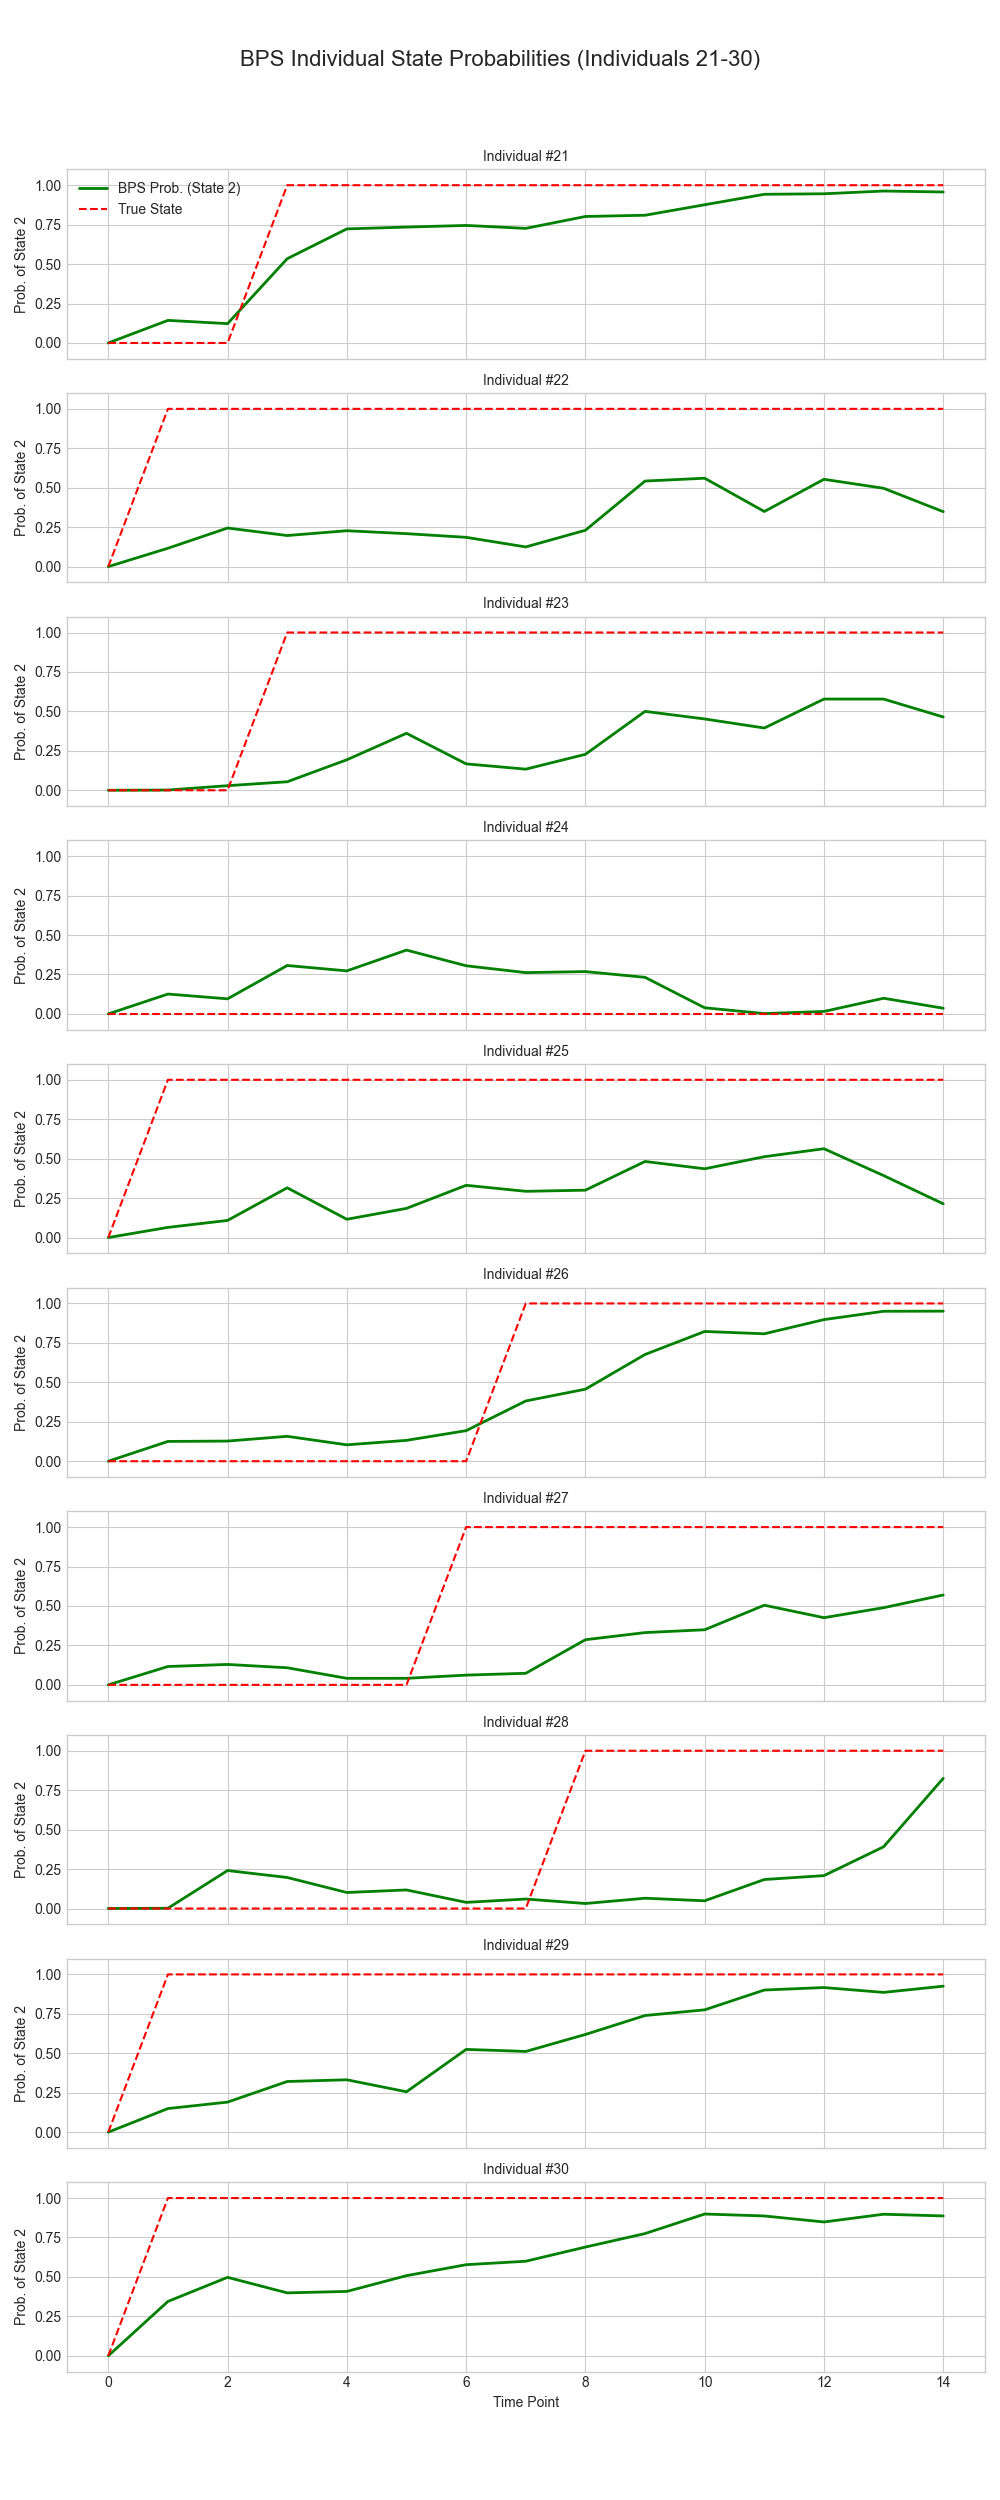 BPS Individual State Probabilities (Individuals 21-30)
Individual #21
1.00
0.75
0.50
0.25
0.00
Prob. of State 2
BPS Prob. (State 2)
True State
Individual #22
1.00
0.75
0.50
0.25
0.00
Prob. of State 2
Individual #23
1.00
0.75
0.50
0.25
0.00
Prob. of State 2
Individual #24
1.00
0.75
0.50
0.25
0.00
Prob. of State 2
Individual #25
1.00
0.75
0.50
0.25
0.00
Prob. of State 2
Individual #26
1.00
0.75
0.50
0.25
0.00
Prob. of State 2
Individual #27
1.00
0.75
0.50
0.25
0.00
Prob. of State 2
Individual #28
1.00
0.75
0.50
0.25
0.00
Prob. of State 2
Individual #29
1.00
0.75
0.50
0.25
0.00
Prob. of State 2
Individual #30
1.00
0.75
0.50
0.25
0.00
Prob. of State 2
0 2 4 6 8 10 12 14
Time Point